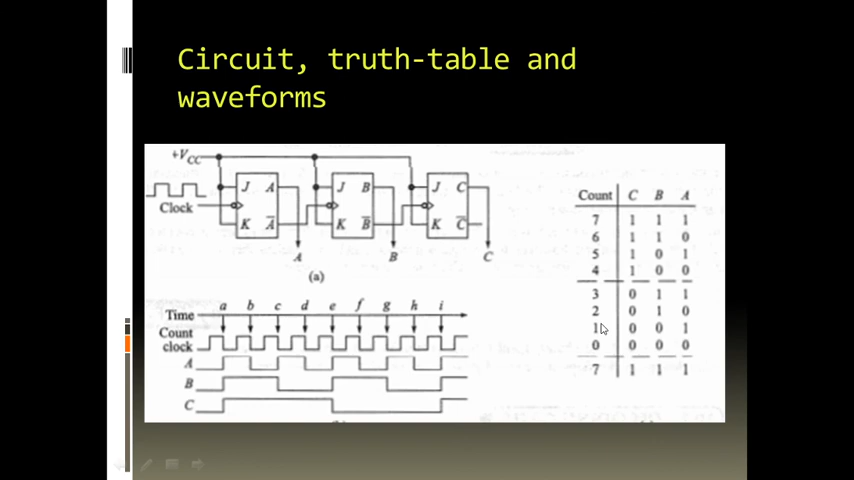 Circuit, truth-table and
waveforms
+VCC
J A J B J C
Clock
K A̅ K B̅ K C̅
A B C
(a)
a b c d e f g h i
Time
Count
clock
A
B
C
Count C B A
7 1 1 1
6 1 1 0
5 1 0 1
4 1 0 0
3 0 1 1
2 0 1 0
1 0 0 1
0 0 0 0
7 1 1 1